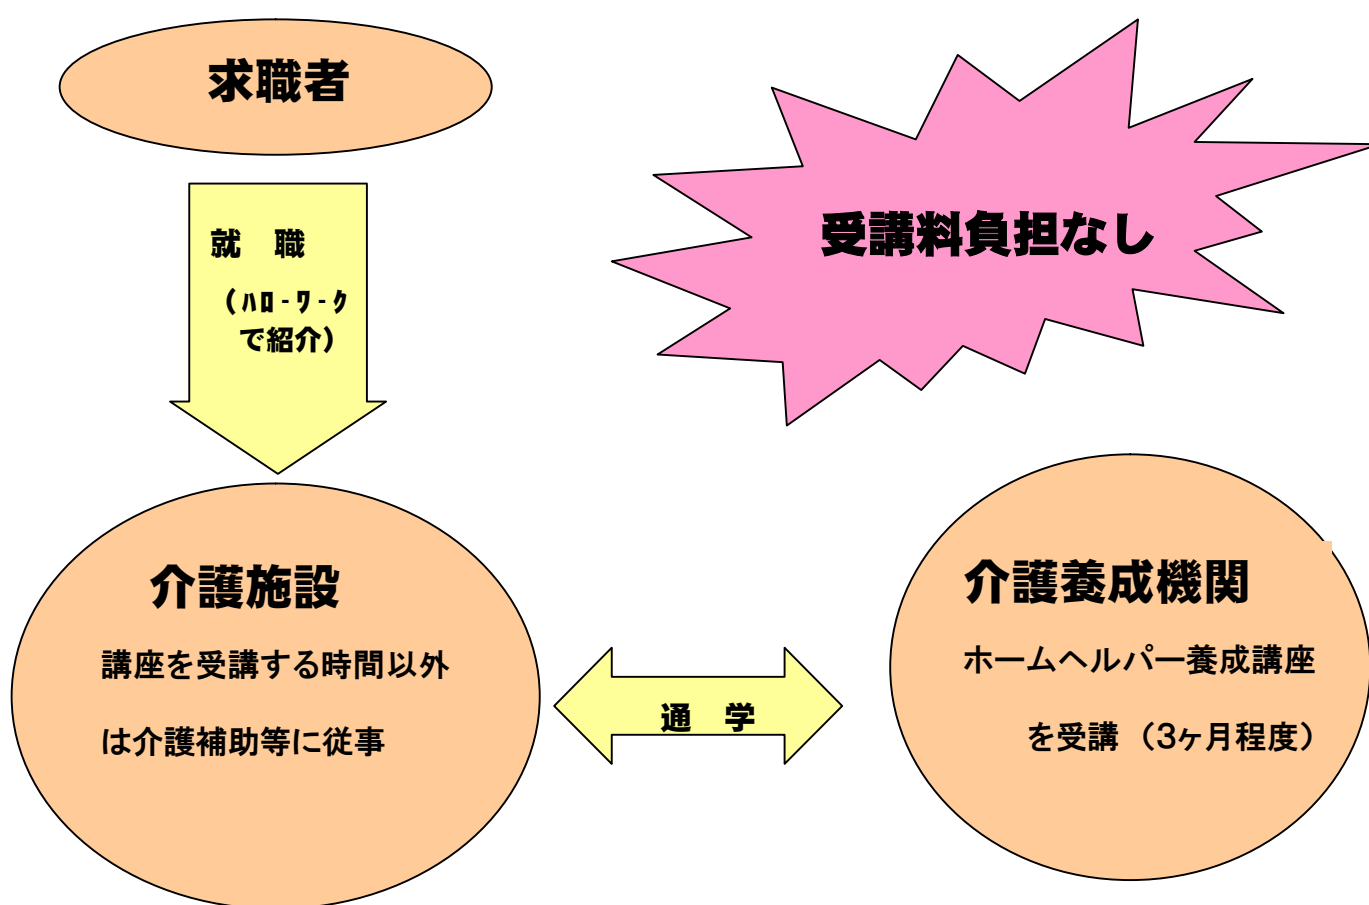 求職者
受講料負担なし
就　職
（ﾊﾛ-ﾜ-ｸ
で紹介）
介護施設
講座を受講する時間以外
は介護補助等に従事
通　学
介護養成機関
ホームヘルパー養成講座
を受講（3ヶ月程度）